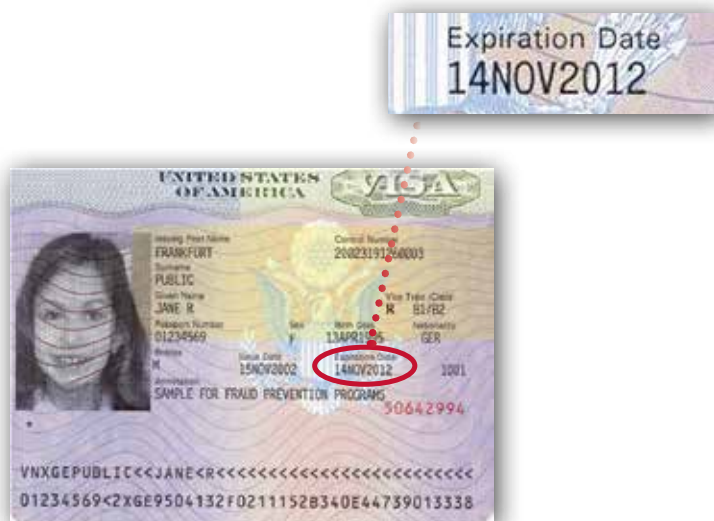 Expiration Date
14NOV2012
UNITED STATES
OF AMERICA
VISA
Issuing Post Name
FRANKFURT
Control Number
20023191260003
Surname
PUBLIC
Given Name
JANE R
Visa Type /Class
R B1/B2
Passport Number
01234569
Sex
F
Birth Date
13APR1995
Nationality
GER
Entries
M
Issue Date
15NOV2002
Expiration Date
14NOV2012
1001
Annotation
SAMPLE FOR FRAUD PREVENTION PROGRAMS
50642994
*
VNXGEPUBLIC<<JANE<R<<<<<<<<<<<<<<<<<<<<<<<<<
01234569<2XGE9504132F0211152B340E44739013338